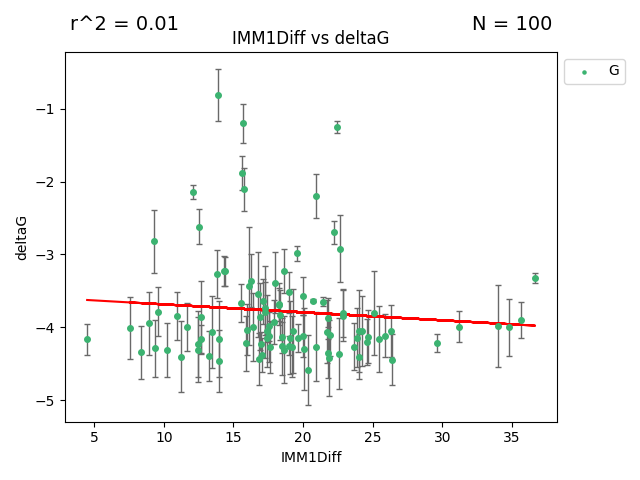 r^2 = 0.01
N = 100
IMM1Diff vs deltaG
G
−1
−2
−3
−4
−5
deltaG
5 10 15 20 25 30 35
IMM1Diff